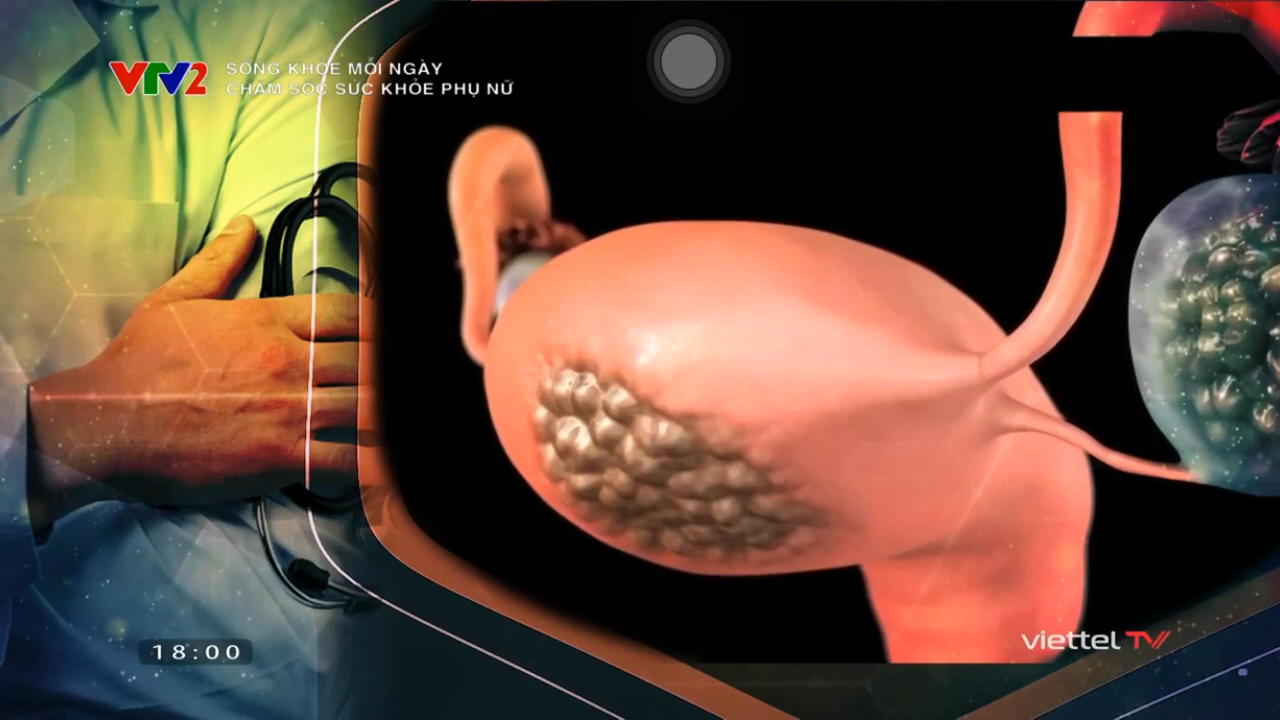 VTV2
SỐNG KHỎE MỖI NGÀY
CHĂM SÓC SỨC KHỎE PHỤ NỮ
18:00
viettel TV